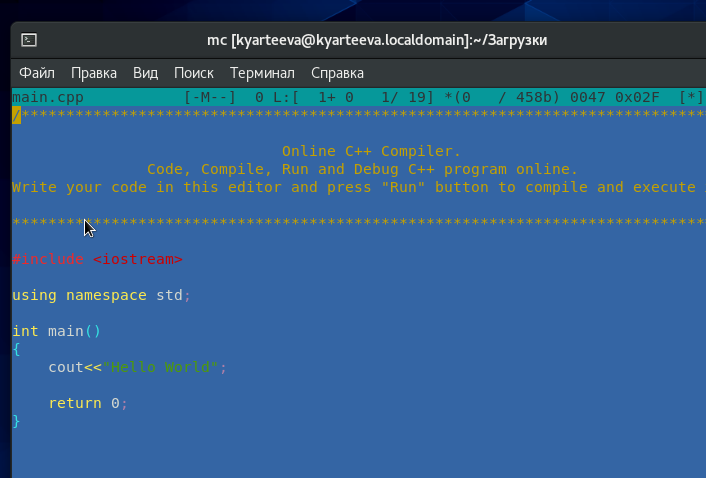 mc [kyarteeva@kyarteeva.localdomain]:~/Загрузки
Файл Правка Вид Поиск Терминал Справка
main.cpp [-M--] 0 L:[ 1+ 0 1/ 19] *(0 / 458b) 0047 0x02F [*]
/*****************************************************************************
Online C++ Compiler.
Code, Compile, Run and Debug C++ program online.
Write your code in this editor and press "Run" button to compile and execute
*****************************************************************************
#include <iostream>
using namespace std;
int main()
{
cout<<"Hello World";
return 0;
}